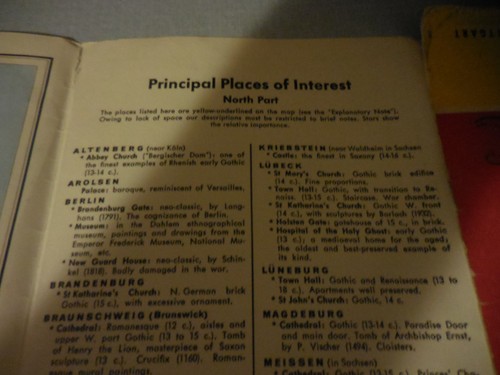 Principal Places of Interest
North Part
The places listed here are yellow-underlined on the map (see the "Explanatory Note").
Owing to lack of space our descriptions must be restricted to brief notes. Stars show
the relative importance.
ALTENBERG (near Köln)
* Abbey Church ("Bergischer Dom"): one of
the finest examples of Rhenish early Gothic
(13-14 c.).
AROLSEN
Palace: baroque, reminiscent of Versailles.
BERLIN
* Brandenburg Gate: neo-classic, by Lang-
hans (1791). The cognizance of Berlin.
* Museum: in the Dahlem ethnographical
museum, paintings and drawings from the
Emperor Frederick Museum, National Mu-
seum, etc.
* New Guard House: neo-classic, by Schin-
kel (1818). Badly damaged in the war.
BRANDENBURG
* St Katharine's Church: N. German brick
Gothic (15 c.), with excessive ornament.
BRAUNSCHWEIG (Brunswick)
* Cathedral: Romanesque (12 c.), aisles and
upper W. part Gothic (13 to 15 c.). Tomb
of Henry the Lion, masterpiece of Saxon
sculpture (13 c.). Crucifix (1160). Roman-
esque mural paintings.
KRIEBSTEIN (near Waldheim in Sachsen)
* Castle: the finest in Saxony (14-16 c.).
LÜBECK
* St Mary's Church: Gothic brick edifice
(14 c.). Fine proportions.
* Town Hall: Gothic, with transition to Re-
naiss. (13-15 c.). Staircase. War chamber.
* St Katharine's Church: Gothic W. front
(14 c.), with sculptures by Barlach (1932).
* Holsten Gate: gatehouse of 15 c., in brick.
* Hospital of the Holy Ghost: early Gothic
(13 c.); a mediaeval home for the aged; the
oldest and best-preserved example of
its kind.
LÜNEBURG
* Town Hall: Gothic and Renaissance (13 to
18 c.). Apartments well preserved.
* St John's Church: Gothic, 14 c.
MAGDEBURG
* Cathedral: Gothic (13-14 c.). Paradise Door
and main door. Tomb of Archbishop Ernst,
by P. Vischer (1494). Cloisters.
MEISSEN (in Sachsen)